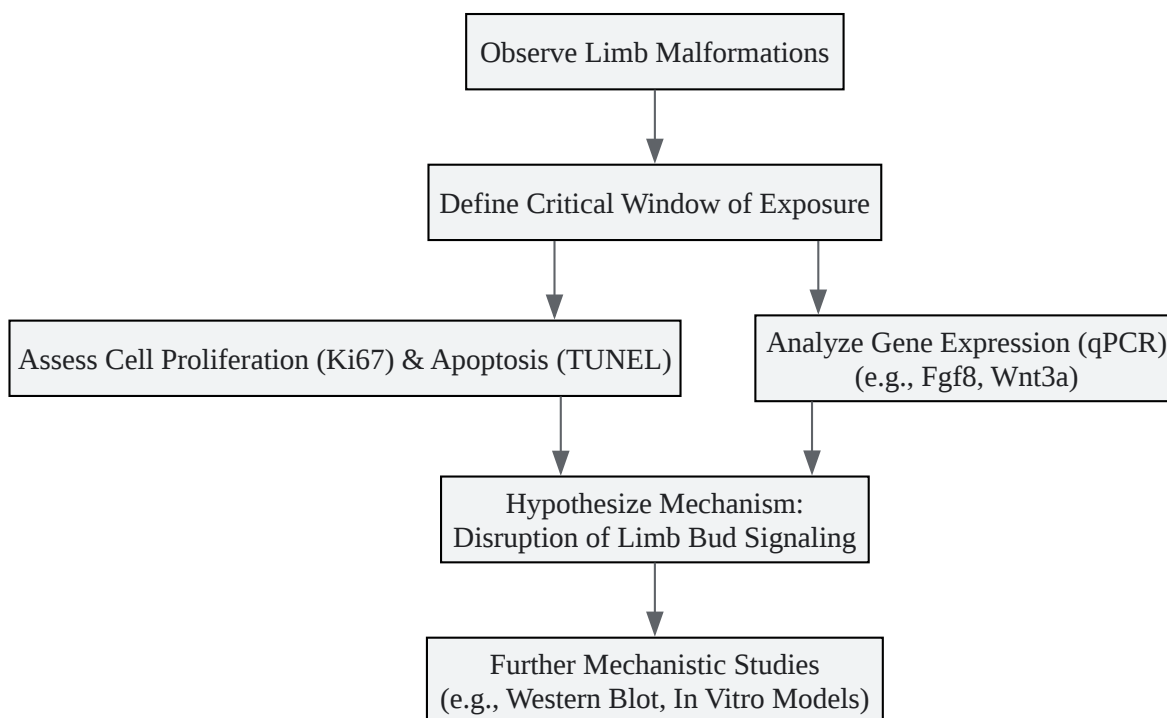 Observe Limb Malformations
Define Critical Window of Exposure
Assess Cell Proliferation (Ki67) & Apoptosis (TUNEL)
Analyze Gene Expression (qPCR)
(e.g., Fgf8, Wnt3a)
Hypothesize Mechanism:
Disruption of Limb Bud Signaling
Further Mechanistic Studies
(e.g., Western Blot, In Vitro Models)